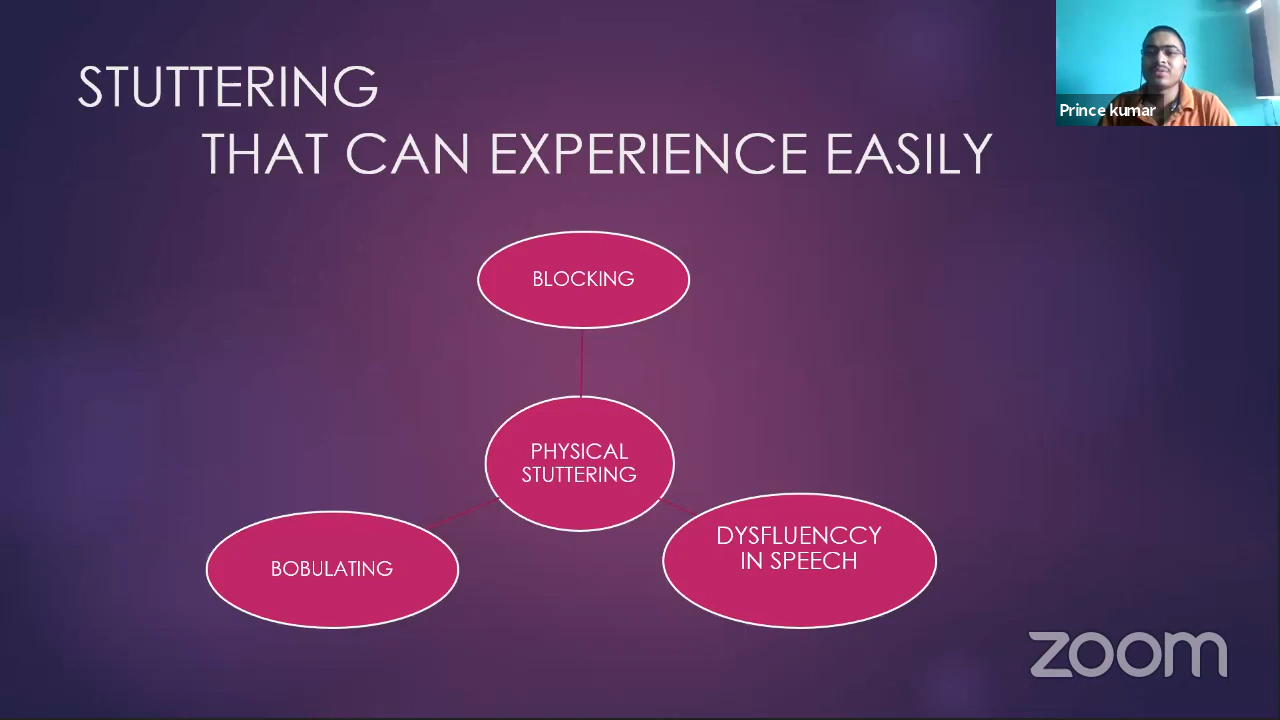 STUTTERING
THAT CAN EXPERIENCE EASILY
Prince kumar
BLOCKING
PHYSICAL
STUTTERING
BOBULATING
DYSFLUENCCY
IN SPEECH
zoom